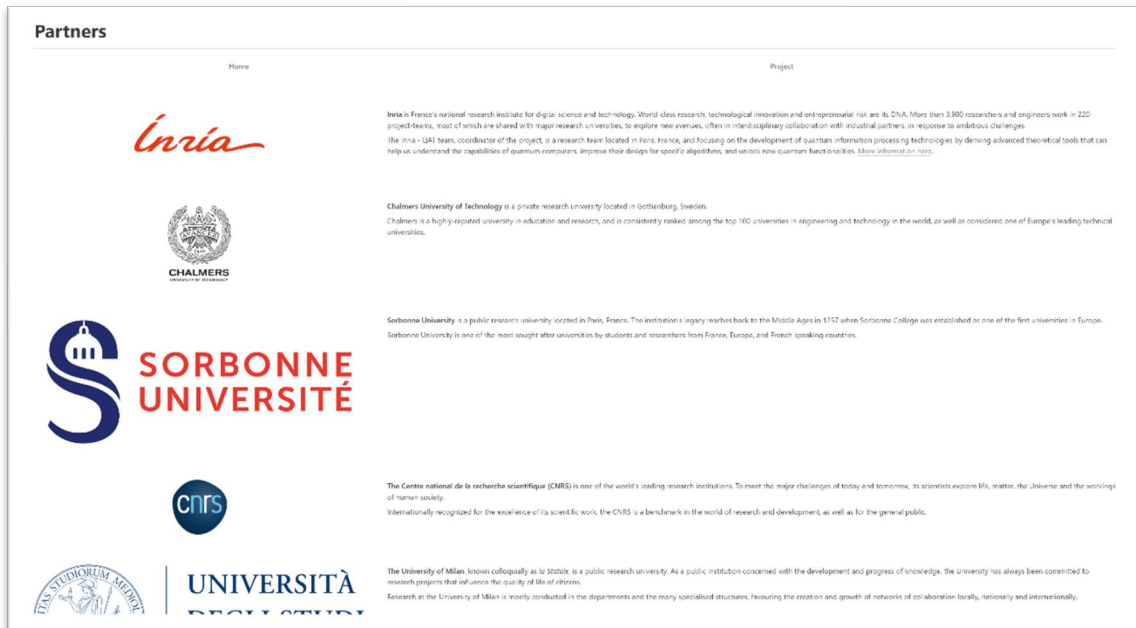 Partners
Home
Project
Inria
Inria is France's national research institute for digital science and technology. World class research, technological innovation and entrepreneurial risk are its DNA. More than 3,900 researchers and engineers work in 220
project-teams, most of which are shared with major research universities, to explore new avenues, often in interdisciplinary collaboration with industrial partners, in response to ambitious challenges.
The Inria - QAT team, coordinator of the project, is a research team located in Paris, France, and focusing on the development of quantum information processing technologies by deriving advanced theoretical tools that can
help us understand the capabilities of quantum computers, improve their design for specific algorithms, and unlock new quantum functionalities. More information here.
CHALMERS
UNIVERSITY OF TECHNOLOGY
Chalmers University of Technology is a private research university located in Gothenburg, Sweden.
Chalmers is a highly-reputed university in education and research, and is consistently ranked among the top 100 universities in engineering and technology in the world, as well as considered one of Europe's leading technical
universities.
SORBONNE
UNIVERSITÉ
Sorbonne University is a public research university located in Paris, France. The institution's legacy reaches back to the Middle Ages in 1257 when Sorbonne College was established as one of the first universities in Europe.
Sorbonne University is one of the most sought after universities by students and researchers from France, Europe, and French speaking countries.
cnrs
The Centre national de la recherche scientifique (CNRS) is one of the world's leading research institutions. To meet the major challenges of today and tomorrow, its scientists explore life, matter, the Universe and the workings
of human society.
Internationally recognized for the excellence of its scientific work, the CNRS is a benchmark in the world of research and development, as well as for the general public.
STUDIORUM
UNIVERSITÀ
DEGLI STUDI
The University of Milan, known colloquially as la Statale, is a public research university. As a public institution concerned with the development and progress of knowledge, the University has always been committed to
research projects that influence the quality of life of citizens.
Research at the University of Milan is mostly conducted in the departments and the many specialised structures, favouring the creation and growth of networks of collaboration locally, nationally and internationally.